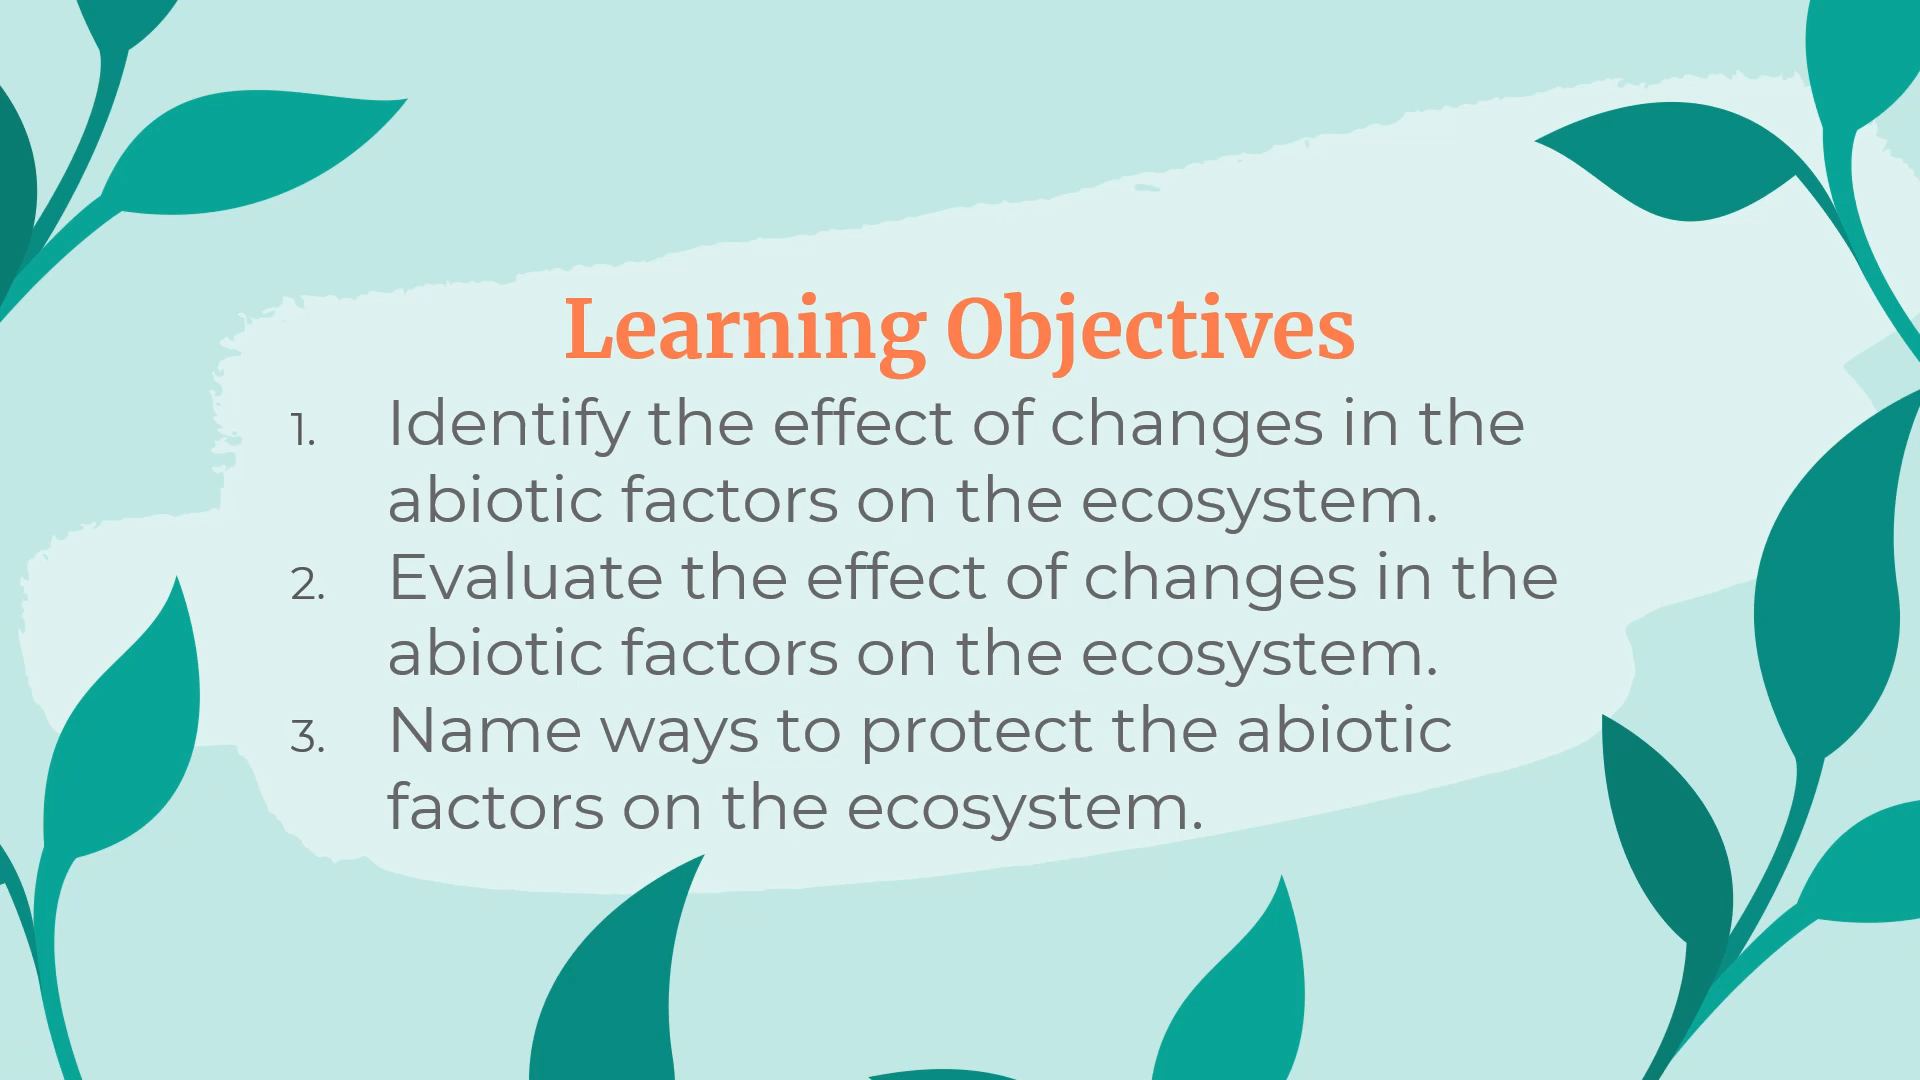 Learning Objectives
1. Identify the effect of changes in the
abiotic factors on the ecosystem.
2. Evaluate the effect of changes in the
abiotic factors on the ecosystem.
3. Name ways to protect the abiotic
factors on the ecosystem.